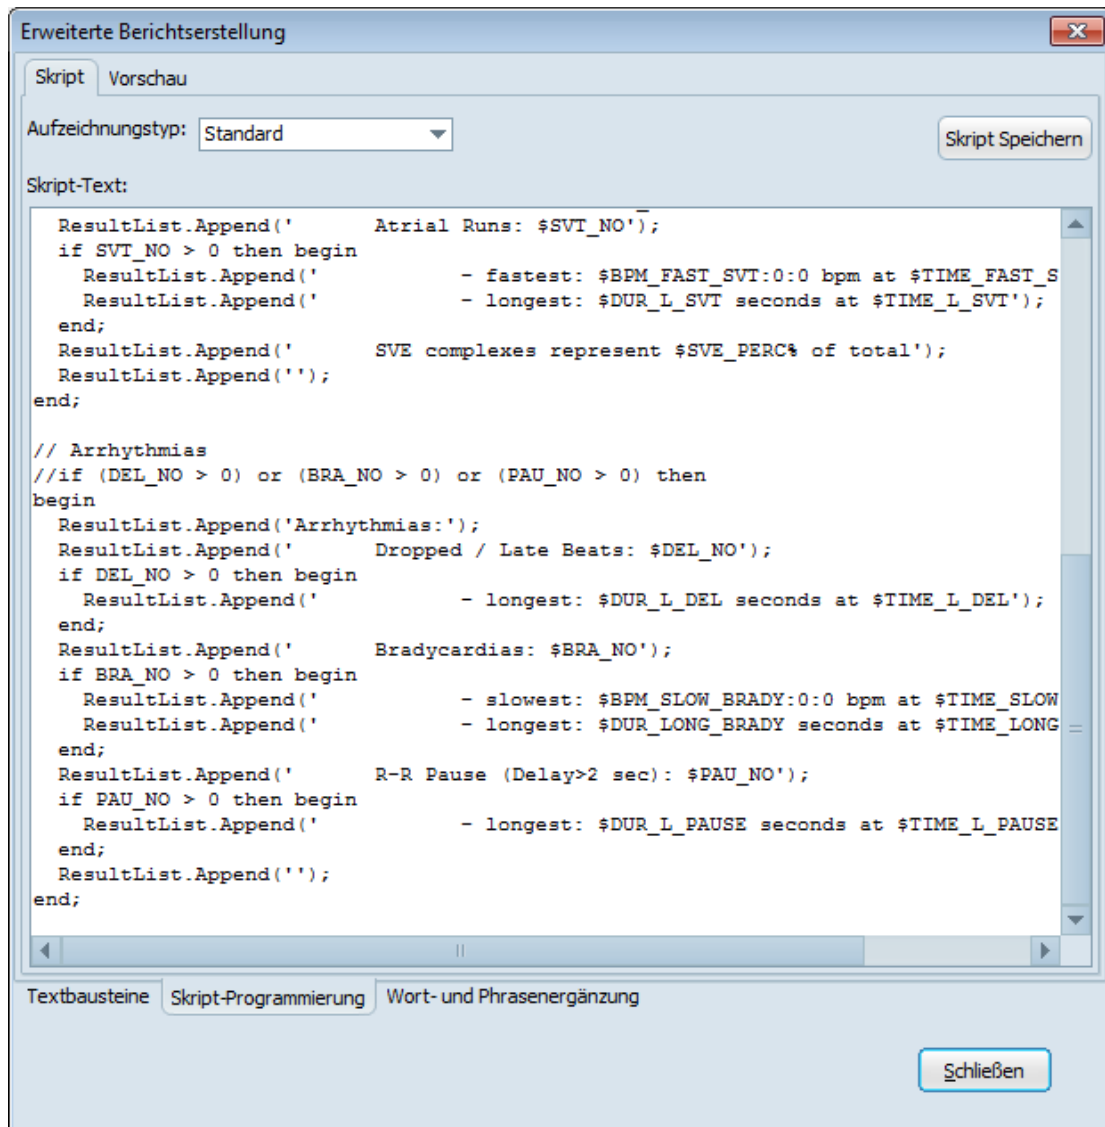 Erweiterte Berichtserstellung
Skript Vorschau
Aufzeichnungstyp: Standard
Skript Speichern
Skript-Text:
ResultList.Append('       Atrial Runs: $SVT_NO');
if SVT_NO > 0 then begin
ResultList.Append('            - fastest: $BPM_FAST_SVT:0:0 bpm at $TIME_FAST_S
ResultList.Append('            - longest: $DUR_L_SVT seconds at $TIME_L_SVT');
end;
ResultList.Append('       SVE complexes represent $SVE_PERC% of total');
ResultList.Append('');
end;
// Arrhythmias
//if (DEL_NO > 0) or (BRA_NO > 0) or (PAU_NO > 0) then
begin
ResultList.Append('Arrhythmias:');
ResultList.Append('       Dropped / Late Beats: $DEL_NO');
if DEL_NO > 0 then begin
ResultList.Append('            - longest: $DUR_L_DEL seconds at $TIME_L_DEL');
end;
ResultList.Append('       Bradycardias: $BRA_NO');
if BRA_NO > 0 then begin
ResultList.Append('            - slowest: $BPM_SLOW_BRADY:0:0 bpm at $TIME_SLOW
ResultList.Append('            - longest: $DUR_LONG_BRADY seconds at $TIME_LONG
end;
ResultList.Append('       R-R Pause (Delay>2 sec): $PAU_NO');
if PAU_NO > 0 then begin
ResultList.Append('            - longest: $DUR_L_PAUSE seconds at $TIME_L_PAUSE
end;
ResultList.Append('');
end;
Textbausteine Skript-Programmierung Wort- und Phrasenergänzung
Schließen